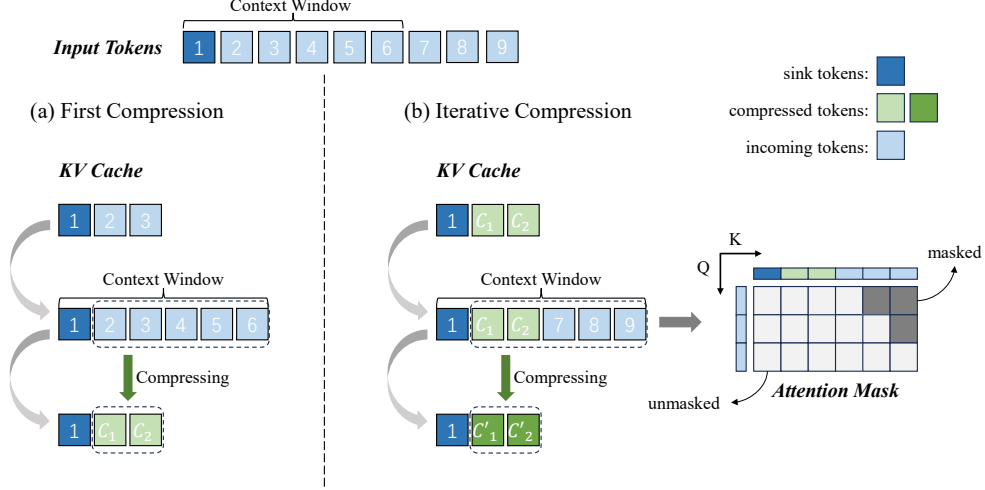 Context Window
Input Tokens 1 2 3 4 5 6 7 8 9
sink tokens:
compressed tokens:
incoming tokens:
(a) First Compression
KV Cache
1 2 3
Context Window
1 2 3 4 5 6
Compressing
1 C₁ C₂
(b) Iterative Compression
KV Cache
1 C₁ C₂
Context Window
1 C₁ C₂ 7 8 9
Compressing
1 C'₁ C'₂
K
Q
masked
unmasked
Attention Mask